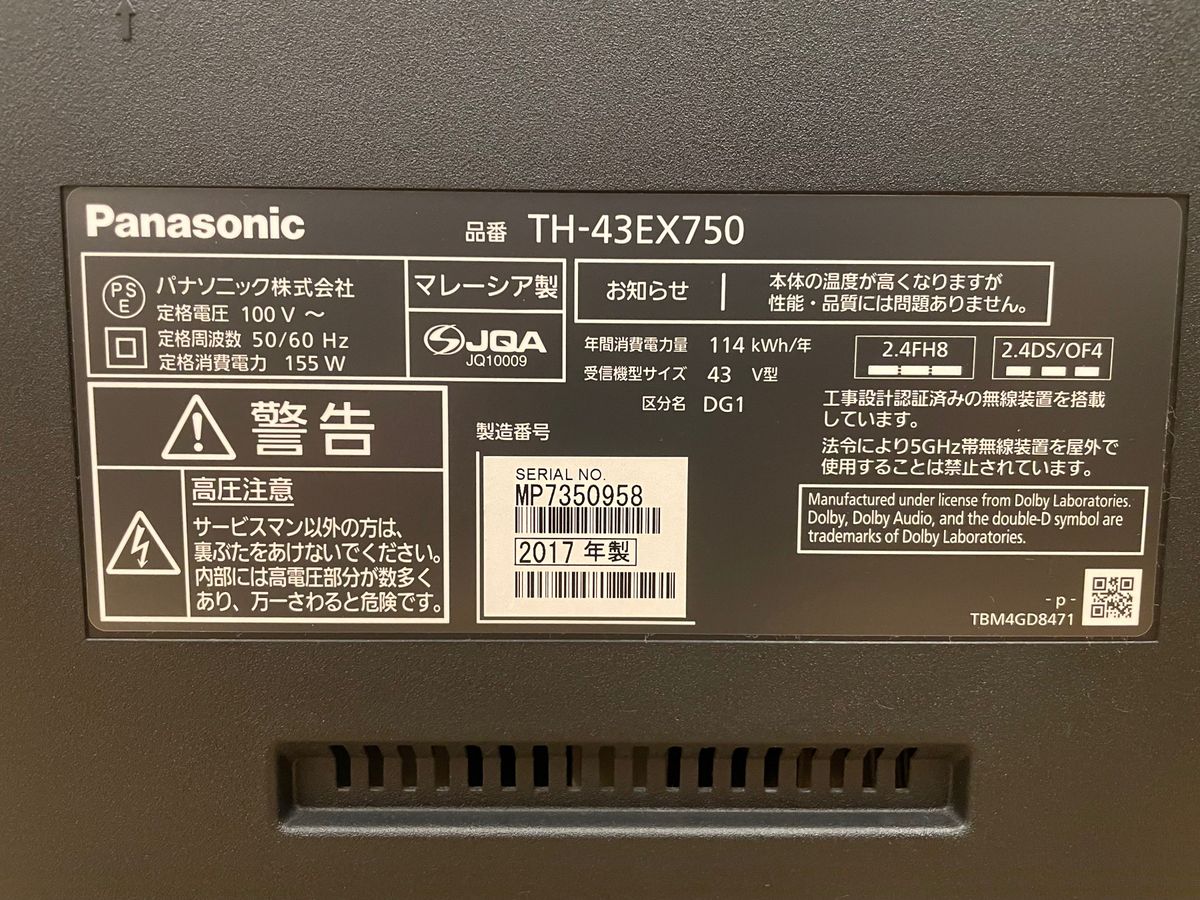 Panasonic
品番 TH-43EX750
PS
E
パナソニック株式会社
定格電圧 100 V ～
定格周波数 50/60 Hz
定格消費電力 155 W
マレーシア製
JQA
JQ10009
お知らせ
本体の温度が高くなりますが
性能・品質には問題ありません。
年間消費電力量 114 kWh/年
受信機型サイズ 43 V型
区分名 DG1
2.4FH8
2.4DS/OF4
工事設計認証済みの無線装置を搭載
しています。
法令により5GHz帯無線装置を屋外で
使用することは禁止されています。
警告
高圧注意
サービスマン以外の方は、
裏ぶたをあけないでください。
内部には高電圧部分が数多く
あり、万一さわると危険です。
製造番号
SERIAL NO.
MP7350958
2017 年製
Manufactured under license from Dolby Laboratories.
Dolby, Dolby Audio, and the double-D symbol are
trademarks of Dolby Laboratories.
- p -
TBM4GD8471